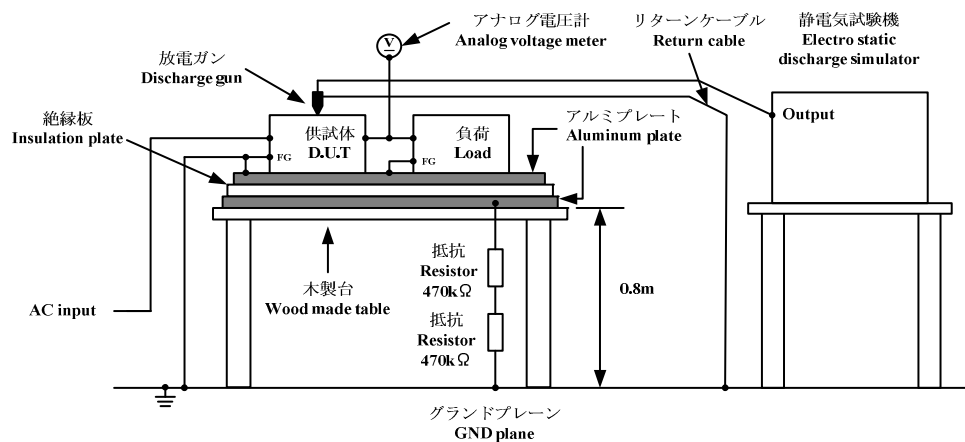 アナログ電圧計
Analog voltage meter
リターンケーブル
Return cable
静電気試験機
Electro static
discharge simulator
放電ガン
Discharge gun
V
絶縁板
Insulation plate
供試体
D.U.T
FG
負荷
Load
FG
アルミプレート
Aluminum plate
Output
抵抗
Resistor
470kΩ
木製台
Wood made table
0.8m
AC input
抵抗
Resistor
470kΩ
グランドプレーン
GND plane